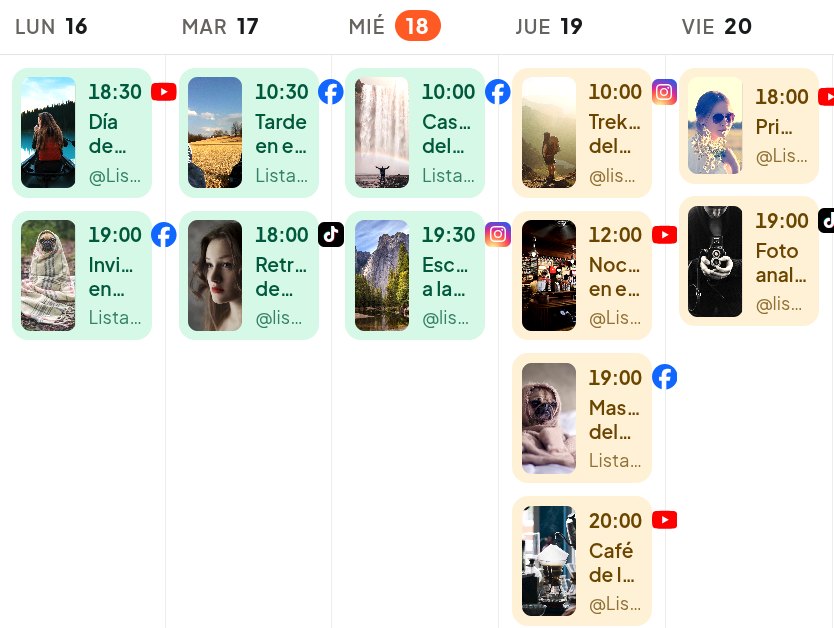 LUN 16
MAR 17
MIÉ 18
JUE 19
VIE 20
18:30
Día
de...
@Lis...
19:00
Invi...
en...
Lista...
10:30
Tarde
en e...
Lista...
18:00
Retr...
de...
@lis...
10:00
Cas...
del...
Lista...
19:30
Esc...
a la...
@lis...
10:00
Trek...
del...
@lis...
12:00
Noc...
en e...
@Lis...
19:00
Mas...
del...
Lista...
20:00
Café
de l...
@Lis...
18:00
Pri...
@Lis...
19:00
Foto
anal...
@lis...